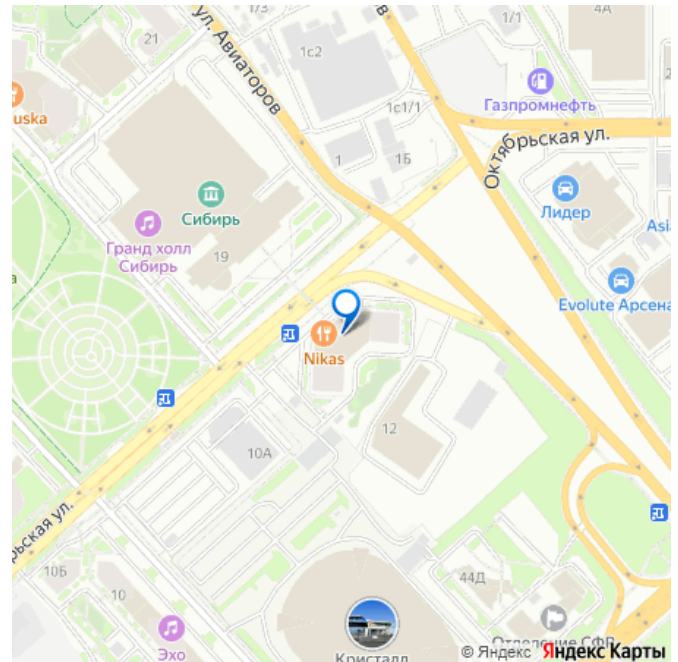 1/3
1/1
4А
21
ул. Авиаторов
1с2
Газпромнефть
uska
1с1/1
Октябрьская ул.
1
1Б
Сибирь
Лидер
Гранд холл
Сибирь
19
Asi
а
Evolute Арсена
Nikas
12
10А
рьская ул.
10Б
10
44Д
Эхо
Кристалл
Отделение СФР
© Яндекс Яндекс Карты